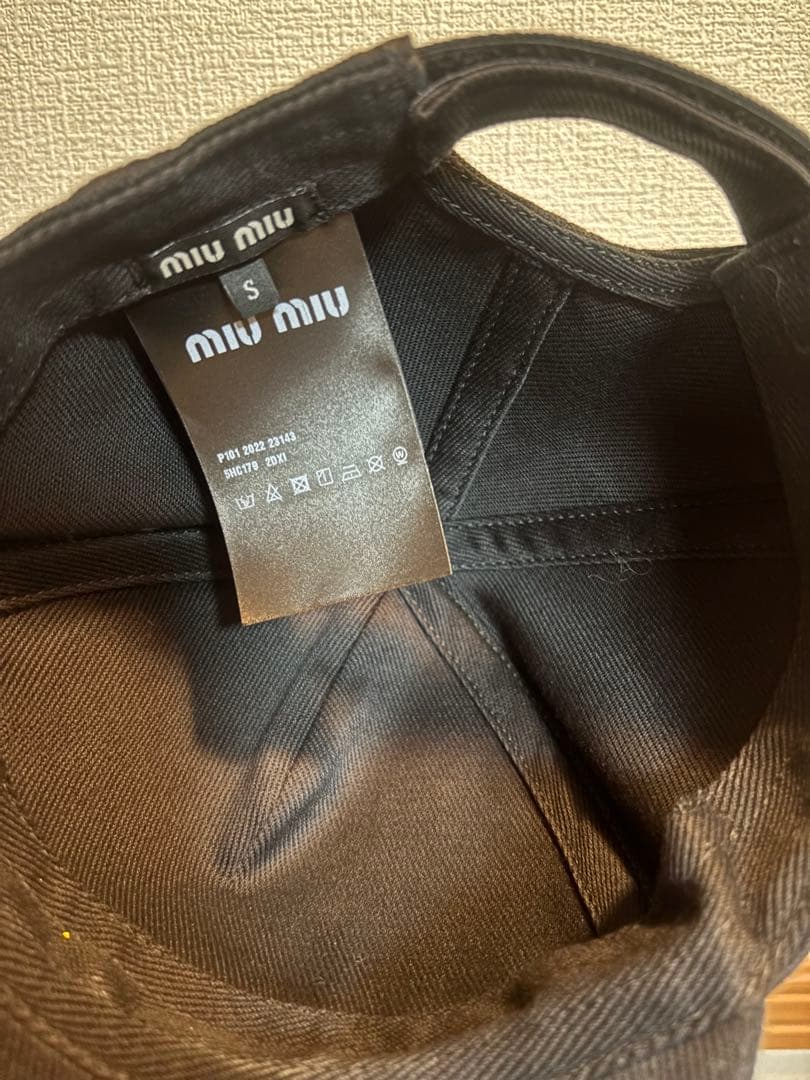 MIU MIU
S
MIU MIU
P101 2022 23143
5HC179 2DXI
W